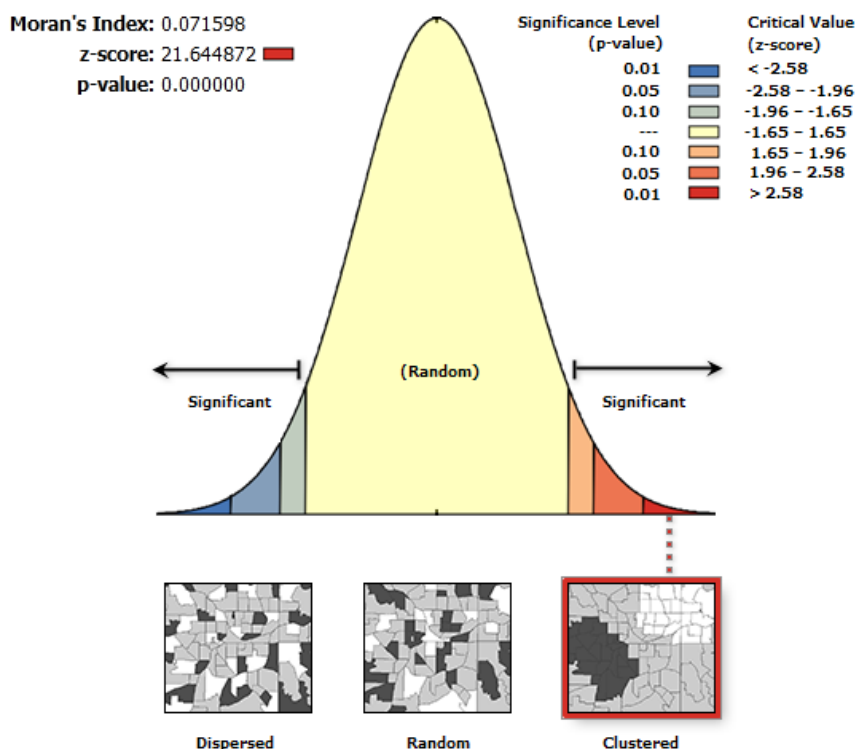 Moran's Index: 0.071598
z-score: 21.644872
p-value: 0.000000
Significance Level
(p-value)
Critical Value
(z-score)
0.01 < -2.58
0.05 -2.58 – -1.96
0.10 -1.96 – -1.65
--- -1.65 – 1.65
0.10 1.65 – 1.96
0.05 1.96 – 2.58
0.01 > 2.58
(Random)
Significant
Significant
Dispersed
Random
Clustered